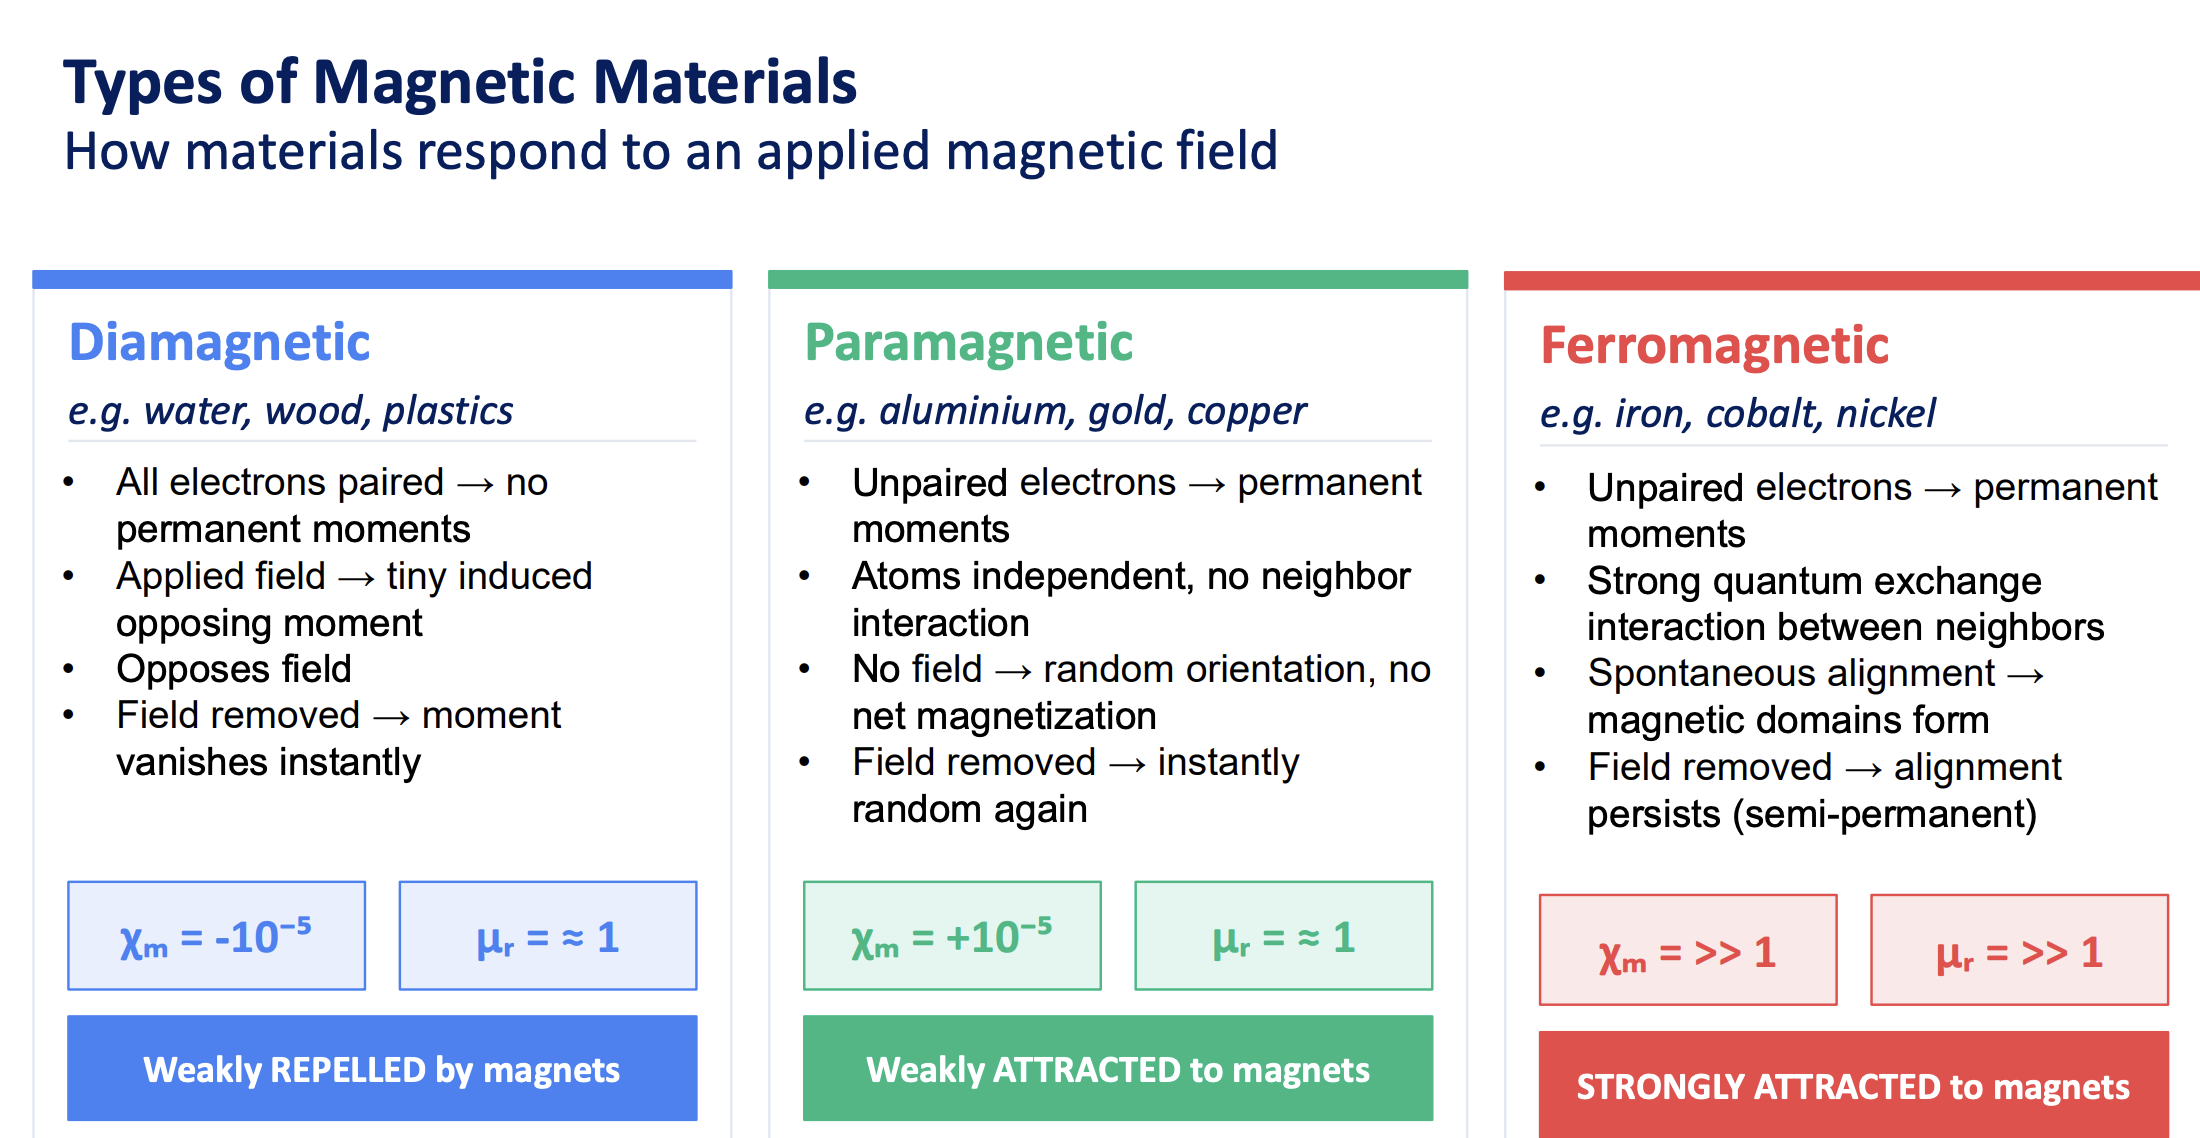 Types of Magnetic Materials
How materials respond to an applied magnetic field
Diamagnetic
e.g. water, wood, plastics
• All electrons paired → no
permanent moments
• Applied field → tiny induced
opposing moment
• Opposes field
• Field removed → moment
vanishes instantly
χₘ = -10⁻⁵
μᵣ = ≈ 1
Weakly REPELLED by magnets
Paramagnetic
e.g. aluminium, gold, copper
• Unpaired electrons → permanent
moments
• Atoms independent, no neighbor
interaction
• No field → random orientation, no
net magnetization
• Field removed → instantly
random again
χₘ = +10⁻⁵
μᵣ = ≈ 1
Weakly ATTRACTED to magnets
Ferromagnetic
e.g. iron, cobalt, nickel
• Unpaired electrons → permanent
moments
• Strong quantum exchange
interaction between neighbors
• Spontaneous alignment →
magnetic domains form
• Field removed → alignment
persists (semi-permanent)
χₘ = >> 1
μᵣ = >> 1
STRONGLY ATTRACTED to magnets